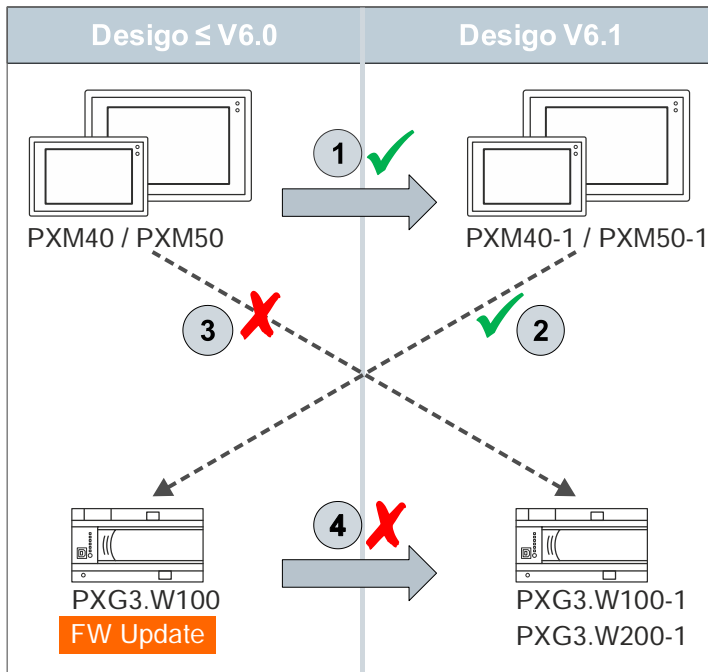 Desigo ≤ V6.0
Desigo V6.1
1
PXM40 / PXM50
PXM40-1 / PXM50-1
3
2
4
PXG3.W100
FW Update
PXG3.W100-1
PXG3.W200-1